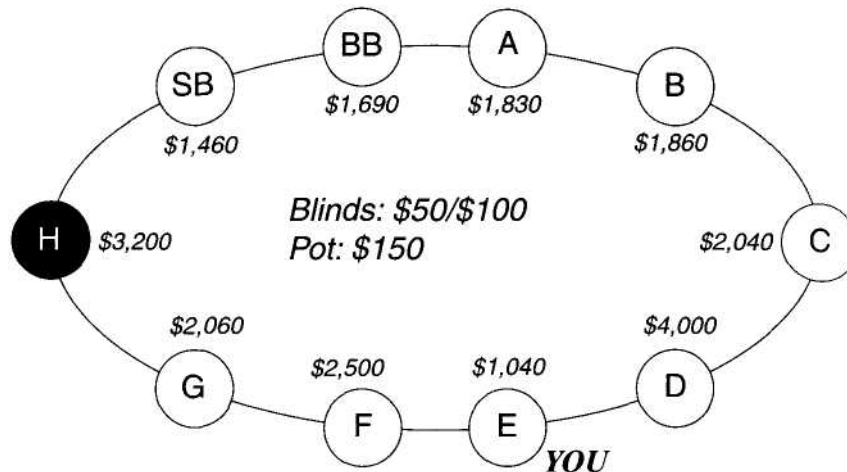 BB A
SB B
$1,690 $1,830
$1,460 $1,860
Blinds: $50/$100
H $3,200 $2,040 C
Pot: $150
$2,060 $4,000
$2,500 $1,040
G D
F E
YOU